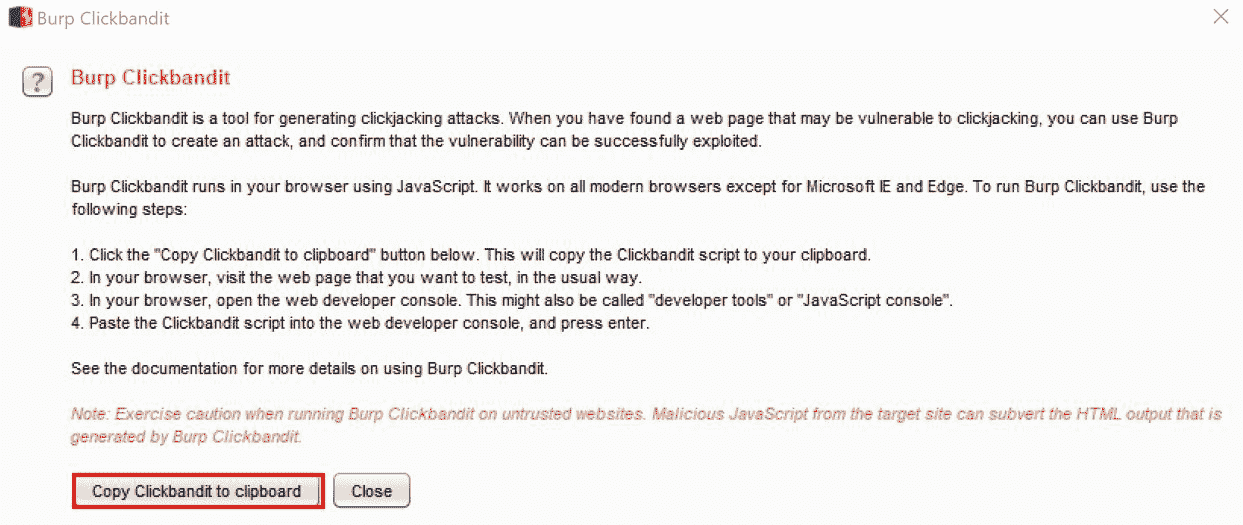 Burp Clickbandit
Burp Clickbandit
Burp Clickbandit is a tool for generating clickjacking attacks. When you have found a web page that may be vulnerable to clickjacking, you can use Burp
Clickbandit to create an attack, and confirm that the vulnerability can be successfully exploited.
Burp Clickbandit runs in your browser using JavaScript. It works on all modern browsers except for Microsoft IE and Edge. To run Burp Clickbandit, use the
following steps:
1. Click the "Copy Clickbandit to clipboard" button below. This will copy the Clickbandit script to your clipboard.
2. In your browser, visit the web page that you want to test, in the usual way.
3. In your browser, open the web developer console. This might also be called "developer tools" or "JavaScript console".
4. Paste the Clickbandit script into the web developer console, and press enter.
See the documentation for more details on using Burp Clickbandit.
Note: Exercise caution when running Burp Clickbandit on untrusted websites. Malicious JavaScript from the target site can subvert the HTML output that is
generated by Burp Clickbandit.
Copy Clickbandit to clipboard Close